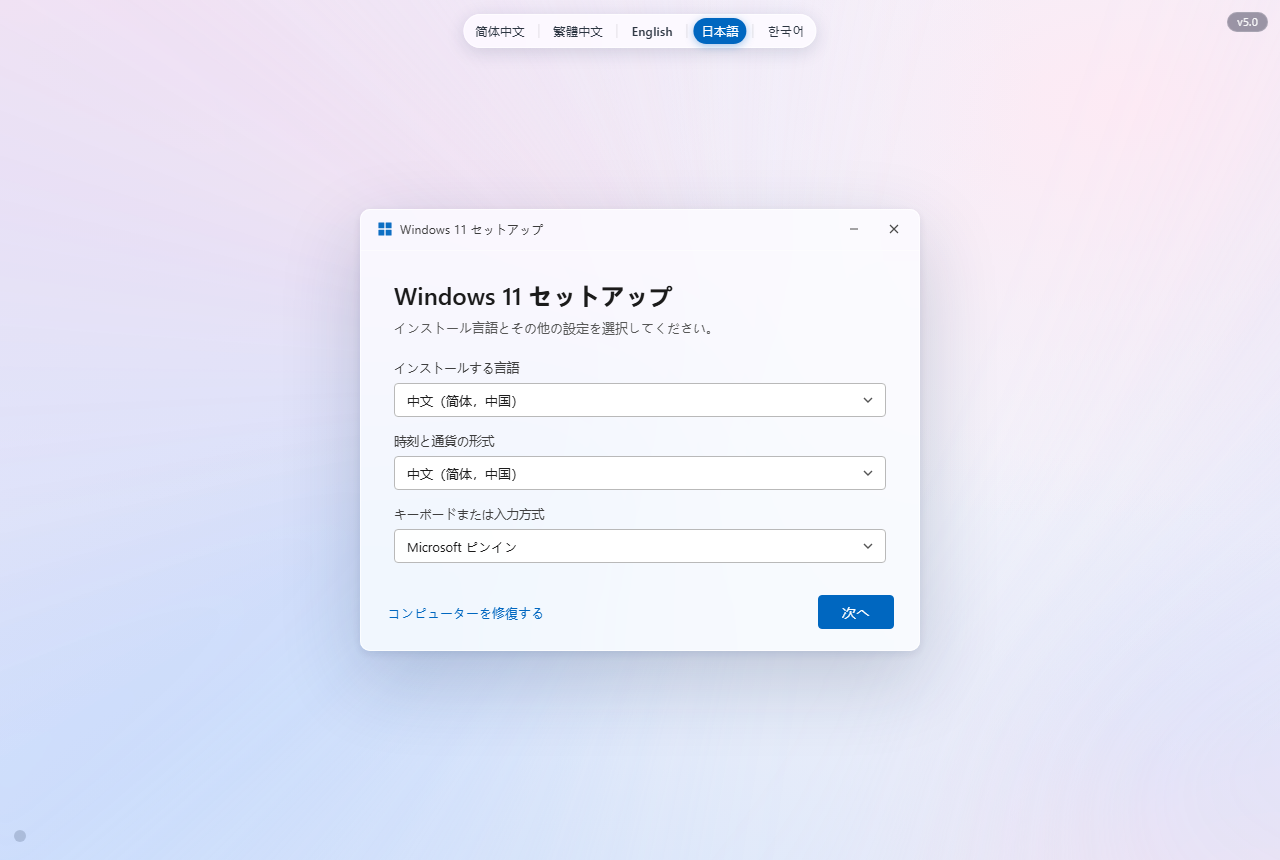 简体中文 繁體中文 English 日本語 한국어
v5.0
Windows 11 セットアップ
Windows 11 セットアップ
インストール言語とその他の設定を選択してください。
インストールする言語
中文（简体，中国）
時刻と通貨の形式
中文（简体，中国）
キーボードまたは入力方式
Microsoft ピンイン
コンピューターを修復する
次へ